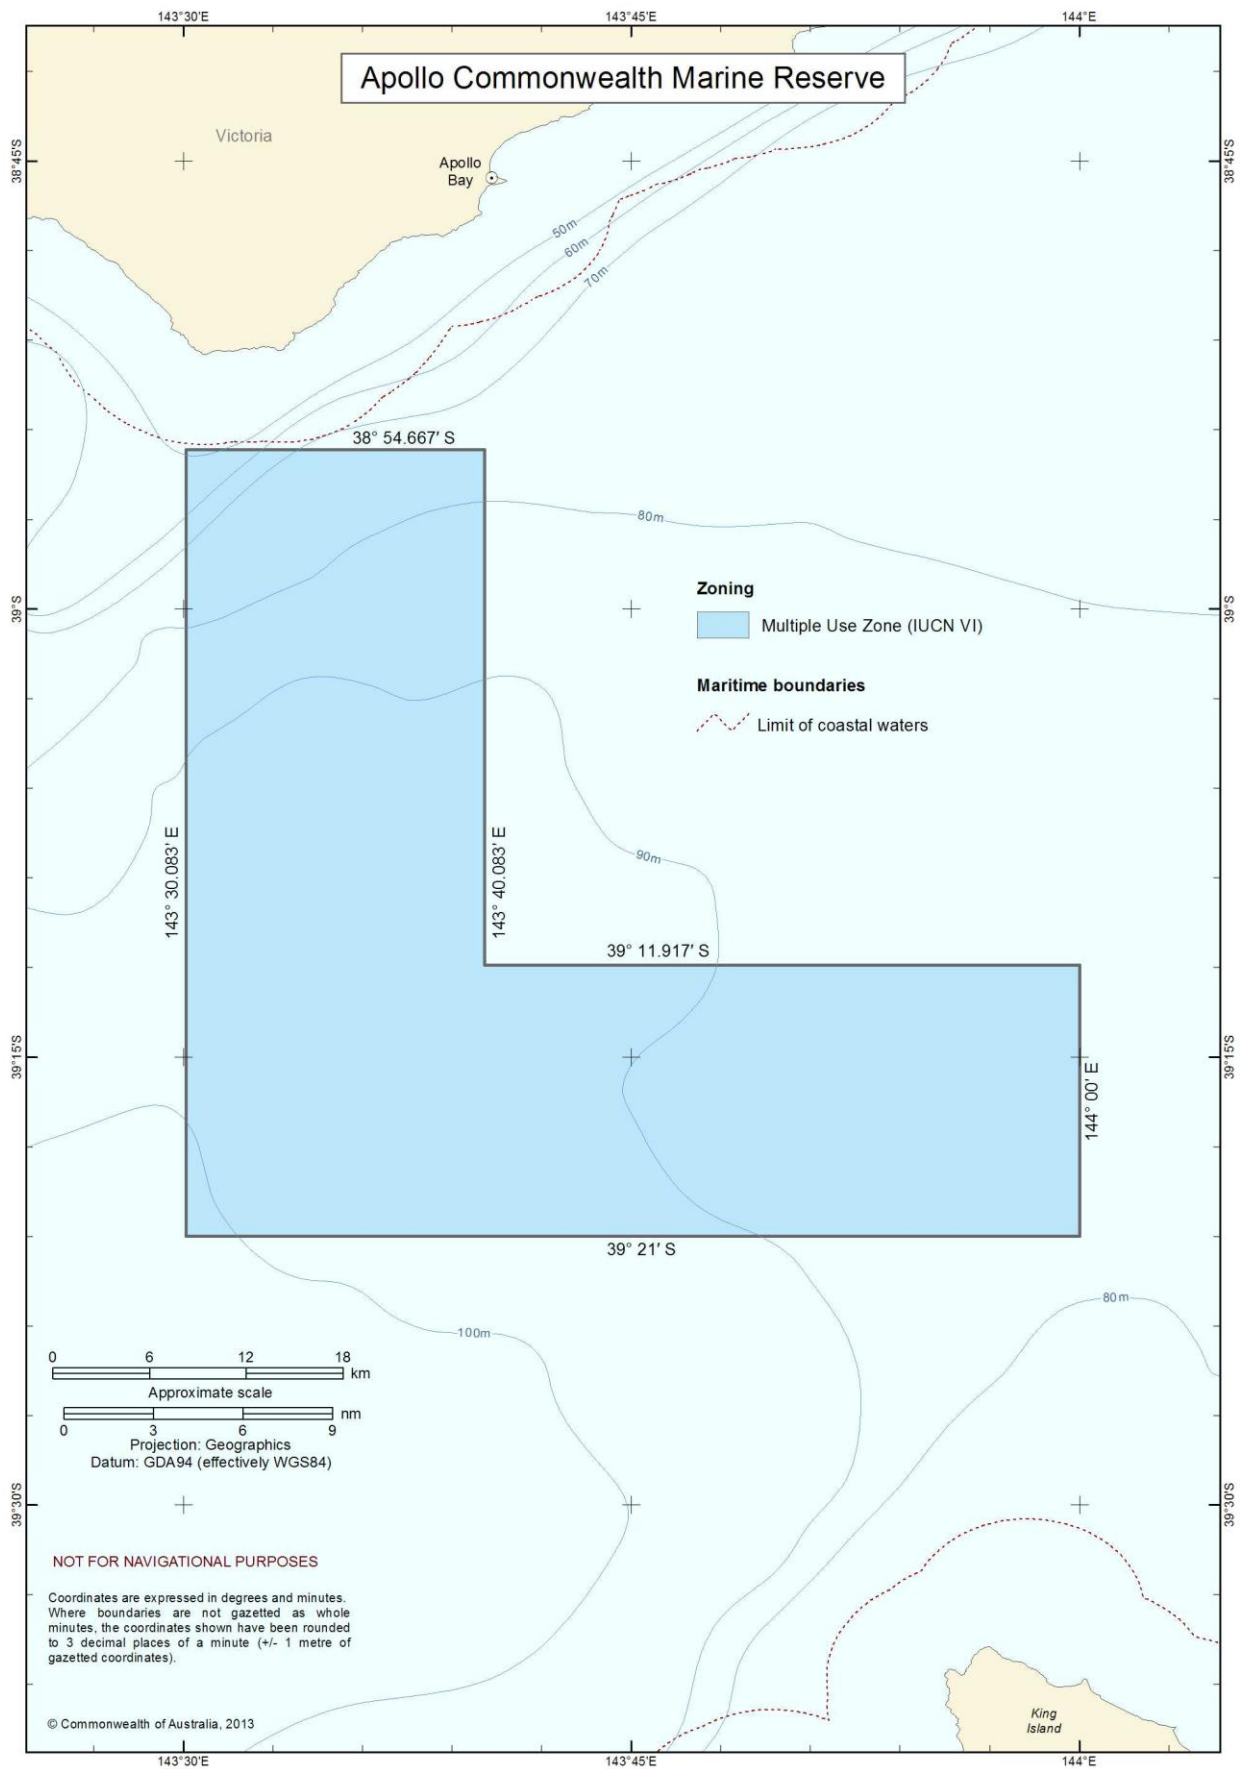 143°30'E
143°45'E
144°E
Apollo Commonwealth Marine Reserve
Victoria
38°45'S
38°45'S
Apollo
Bay
50m
60m
70m
38° 54.667' S
80m
Zoning
39°S
39°S
Multiple Use Zone (IUCN VI)
Maritime boundaries
Limit of coastal waters
143° 30.083' E
143° 40.083' E
90m
39° 11.917' S
39°15'S
39°15'S
144° 00' E
39° 21' S
80m
100m
0 6 12 18
km
Approximate scale
nm
0 3 6 9
Projection: Geographics
Datum: GDA94 (effectively WGS84)
39°30'S
39°30'S
NOT FOR NAVIGATIONAL PURPOSES
Coordinates are expressed in degrees and minutes.
Where boundaries are not gazetted as whole
minutes, the coordinates shown have been rounded
to 3 decimal places of a minute (+/- 1 metre of
gazetted coordinates).
King
Island
© Commonwealth of Australia, 2013
143°30'E
143°45'E
144°E